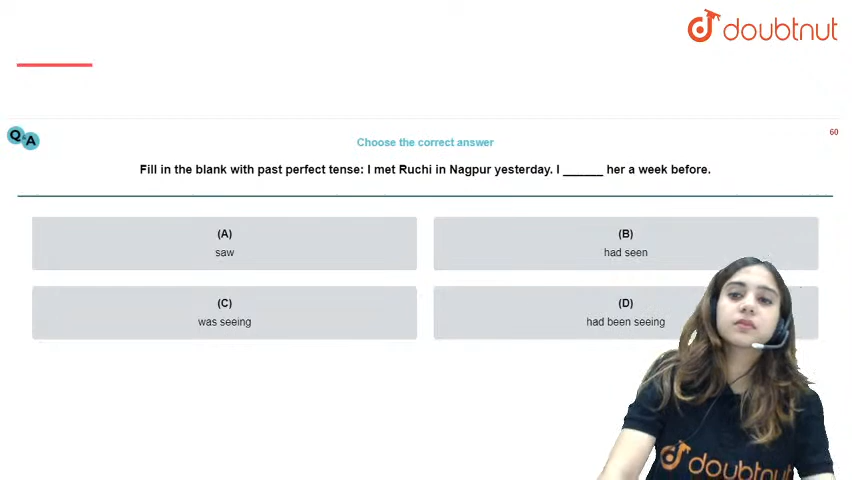 doubtnut
Q & A
60
Choose the correct answer
Fill in the blank with past perfect tense: I met Ruchi in Nagpur yesterday. I ______ her a week before.
(A)
saw
(B)
had seen
(C)
was seeing
(D)
had been seeing
doubtnut